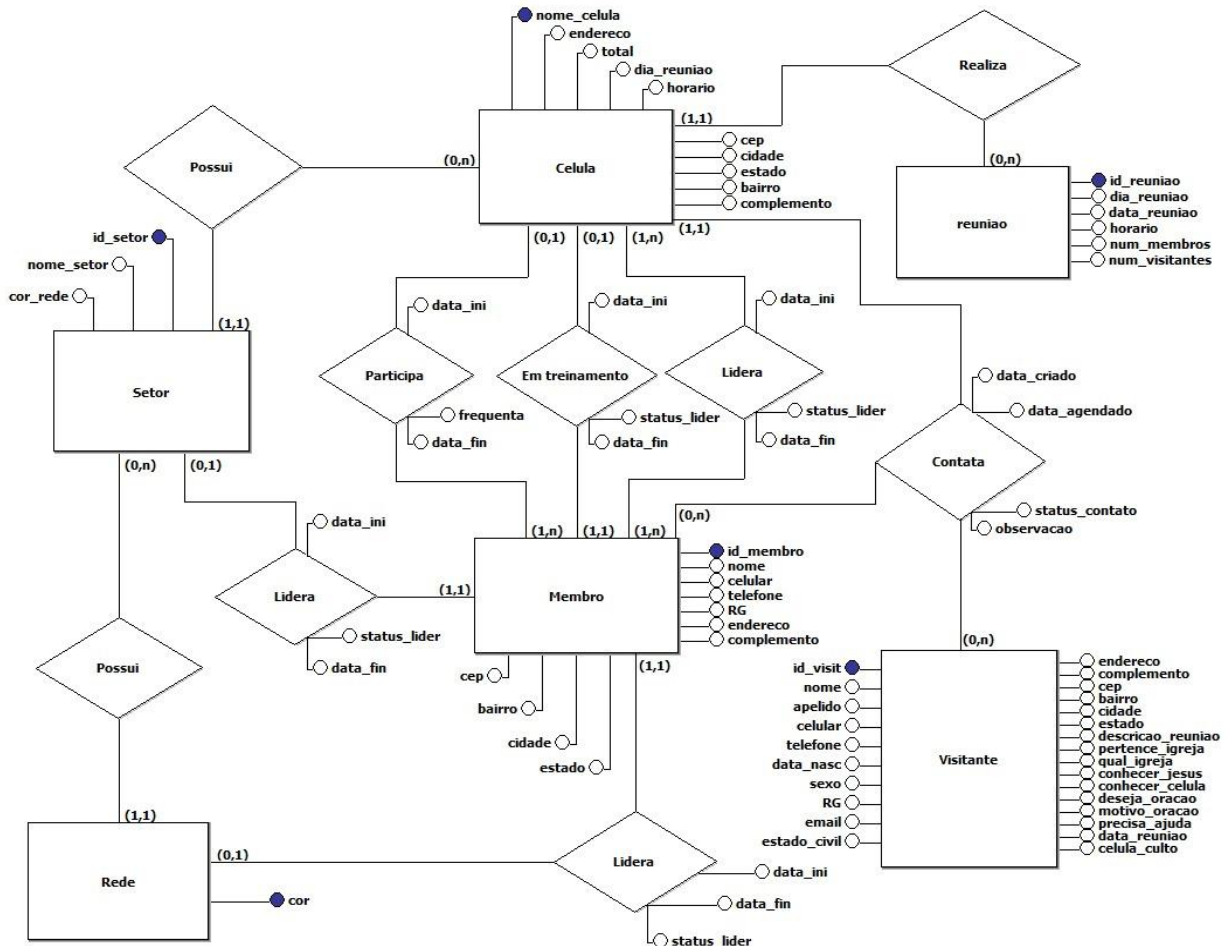 nome_celula
endereco
total
dia_reuniao
horario
Realiza
(1,1)
Possui
(0,n)
Celula
cep
cidade
estado
bairro
complemento
(0,n)
reuniao
id_reuniao
dia_reuniao
data_reuniao
horario
num_membros
num_visitantes
id_setor
nome_setor
cor_rede
(0,1)
(0,1)
(1,n)
(1,1)
data_ini
data_ini
data_ini
(1,1)
Setor
Participa
Em treinamento
Lidera
data_criado
data_agendado
frequenta
status_lider
status_lider
data_fin
data_fin
data_fin
Contata
(0,n)
(0,1)
status_contato
observacao
data_ini
(0,n)
(1,n)
(1,1)
(1,n)
id_membro
nome
celular
telefone
RG
endereco
complemento
Lidera
(1,1)
Membro
status_lider
data_fin
(0,n)
Possui
(1,1)
cep
bairro
cidade
estado
id_visit
nome
apelido
celular
telefone
data_nasc
sexo
RG
email
estado_civil
Visitante
endereco
complemento
cep
bairro
cidade
estado
descricao_reuniao
pertence_igreja
qual_igreja
conhecer_jesus
conhecer_celula
deseja_oracao
motivo_oracao
precisa_ajuda
data_reuniao
celula_culto
(1,1)
(0,1)
Rede
cor
Lidera
data_ini
data_fin
status_lider